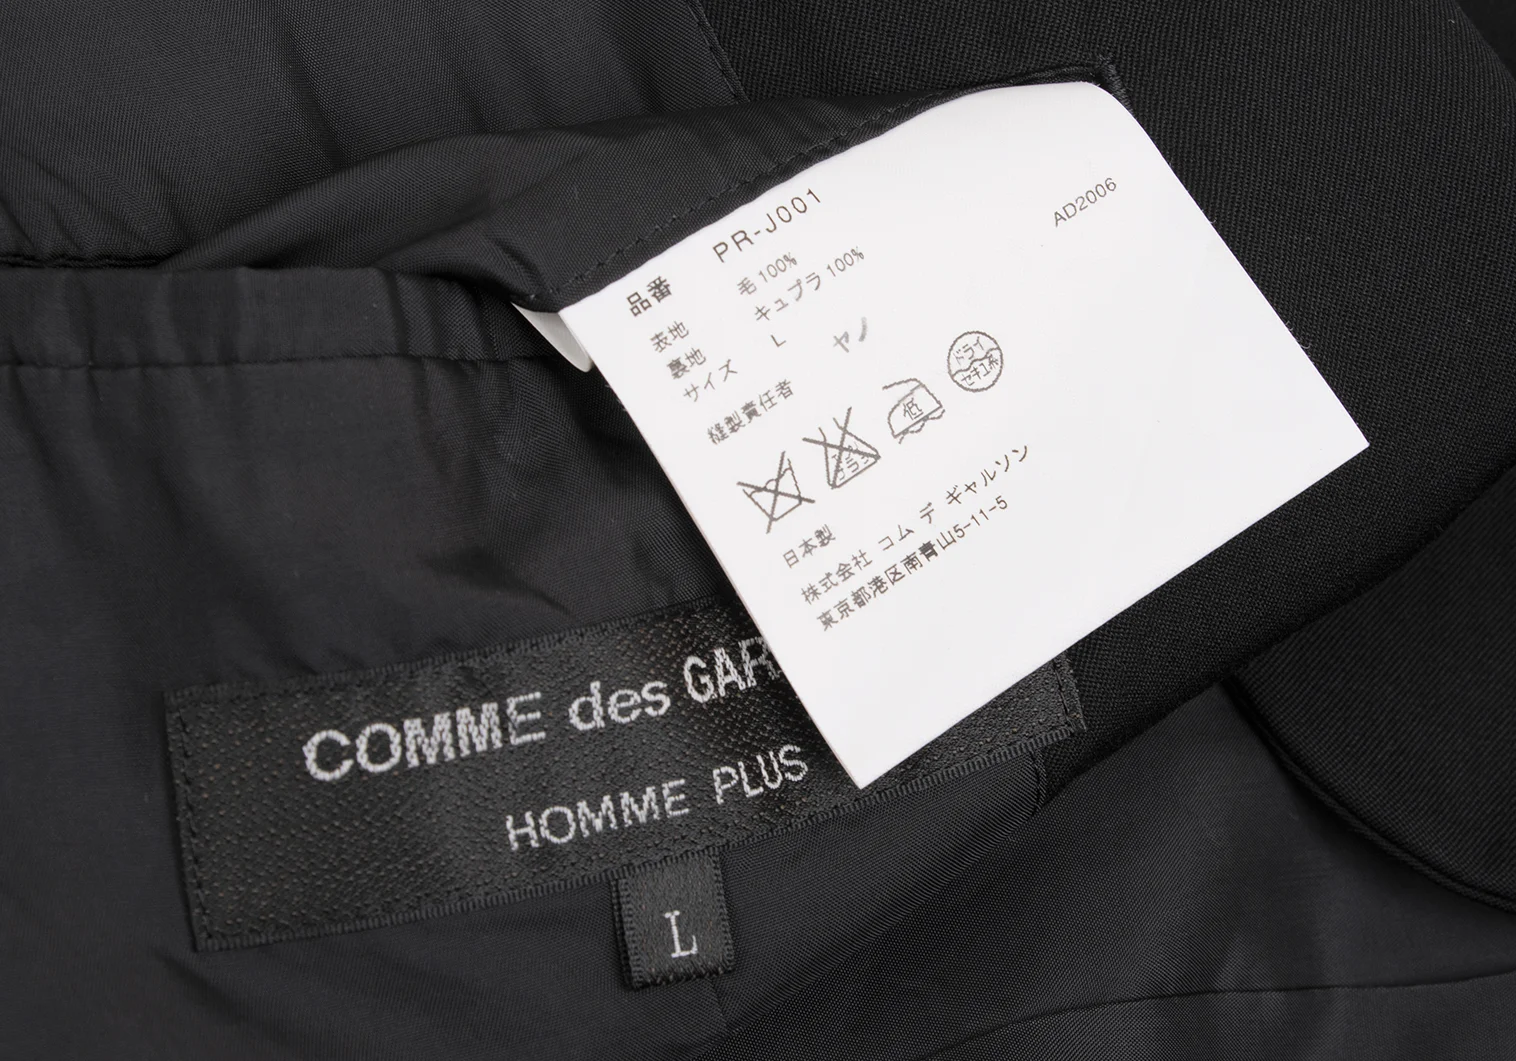 品番 PR-J001 AD2006
表地 毛 100%
裏地 キュプラ 100%
サイズ L
縫製責任者 ヤノ
ドライ
セキユ系
低
日本製
株式会社 コム デ ギャルソン
東京都港区南青山5-11-5
COMME des GAR
HOMME PLUS
L